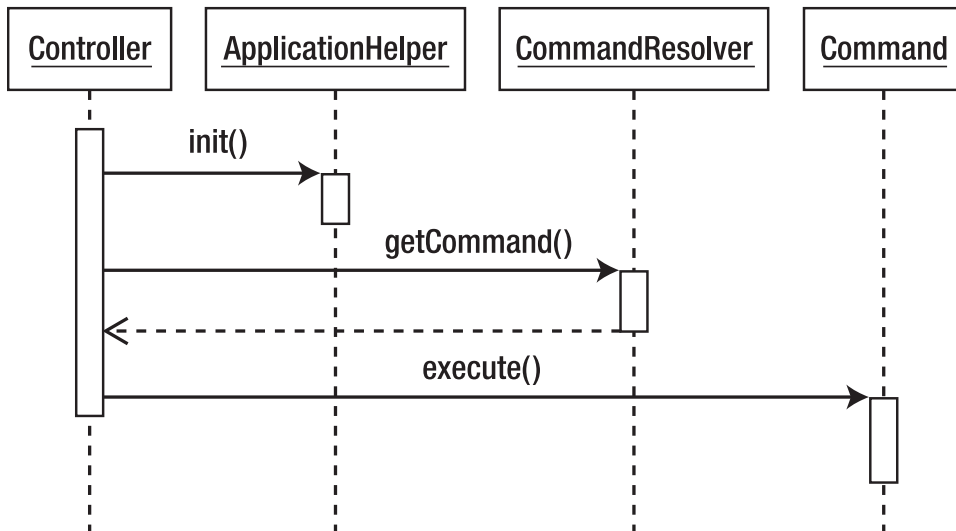 Controller
ApplicationHelper
CommandResolver
Command
init()
getCommand()
execute()